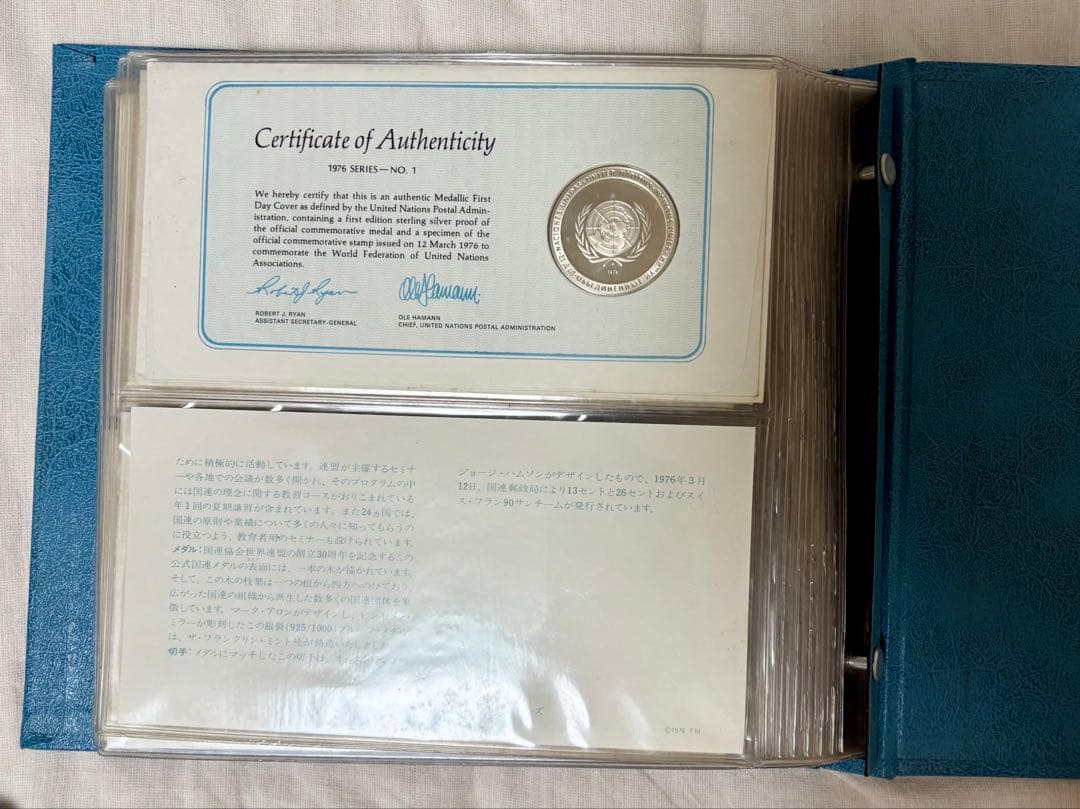 Certificate of Authenticity
1976 SERIES—NO. 1
We hereby certify that this is an authentic Medallic First
Day Cover as defined by the United Nations Postal Admin-
istration, containing a first edition sterling silver proof of
the official commemorative medal and a specimen of the
official commemorative stamp issued on 12 March 1976 to
commemorate the World Federation of United Nations
Associations.
Robert J. Ryan
Ole Hamann
ROBERT J. RYAN
ASSISTANT SECRETARY-GENERAL
OLE HAMANN
CHIEF, UNITED NATIONS POSTAL ADMINISTRATION
1976
ために積極的に活動しています。連盟が主催するセミナ
ーや各地での会議が数多く開かれ、そのプログラムの中
には国連の理念に関する教習コースがおりこまれている
年1回の夏期講習が含まれています。また24ヵ国では、
国連の原則や業績について多くの人々に知ってもらうの
に役立つよう、教育者用のセミナーも設けられています。
メダル:国連協会世界連盟の創立30周年を記念するこの
公式国連メダルの表面には、一本の木が描かれています。
そして、この木の枝葉は一つの根から四方へのびており
広がった国連の組織から派生した数多くの国連団体を象
徴しています。マーク・アロンがデザインし、
ミラーが彫刻したこの銀製(925/1000)
は、ザ・フランクリン・ミント社が鋳造いたしました。
切手:メダルにマッチしたこの切手は、
ジョージ・ハムソンがデザインしたもので、1976年3月
12日、国連郵政局により13セントと26セントおよびスイ
ス・フラン90サンチームが発行されています。
©1976 FM